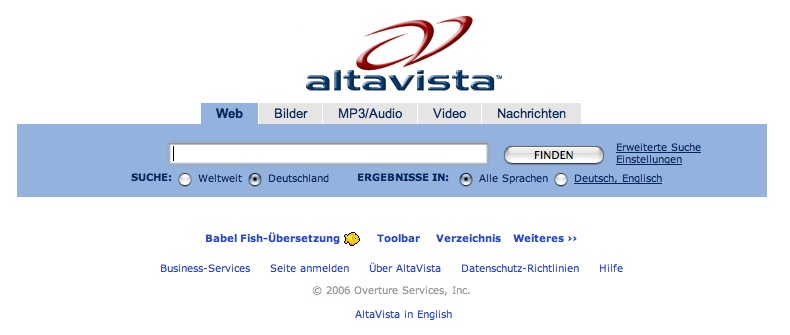 altavista™
Web Bilder MP3/Audio Video Nachrichten
FINDEN Erweiterte Suche
Einstellungen
SUCHE: Weltweit Deutschland ERGEBNISSE IN: Alle Sprachen Deutsch, Englisch
Babel Fish-Übersetzung Toolbar Verzeichnis Weiteres ››
Business-Services Seite anmelden Über AltaVista Datenschutz-Richtlinien Hilfe
© 2006 Overture Services, Inc.
AltaVista in English